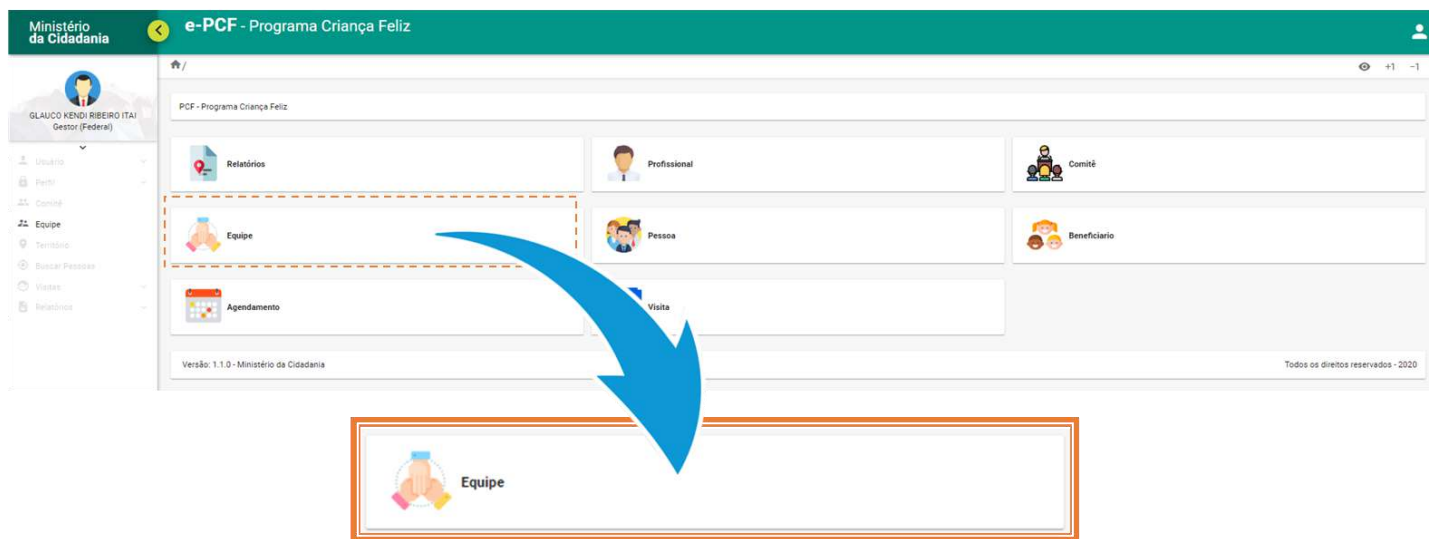 Ministério
da Cidadania
e-PCF - Programa Criança Feliz
/
+1 -1
GLAUCO KENDI RIBEIRO ITAI
Gestor (Federal)
Usuário
Perfil
Comitê
Equipe
Território
Buscar Pessoas
Visitas
Relatórios
PCF - Programa Criança Feliz
Relatórios
Profissional
Comitê
Equipe
Pessoa
Beneficiario
Agendamento
Visita
Versão: 1.1.0 - Ministério da Cidadania
Todos os direitos reservados - 2020
Equipe